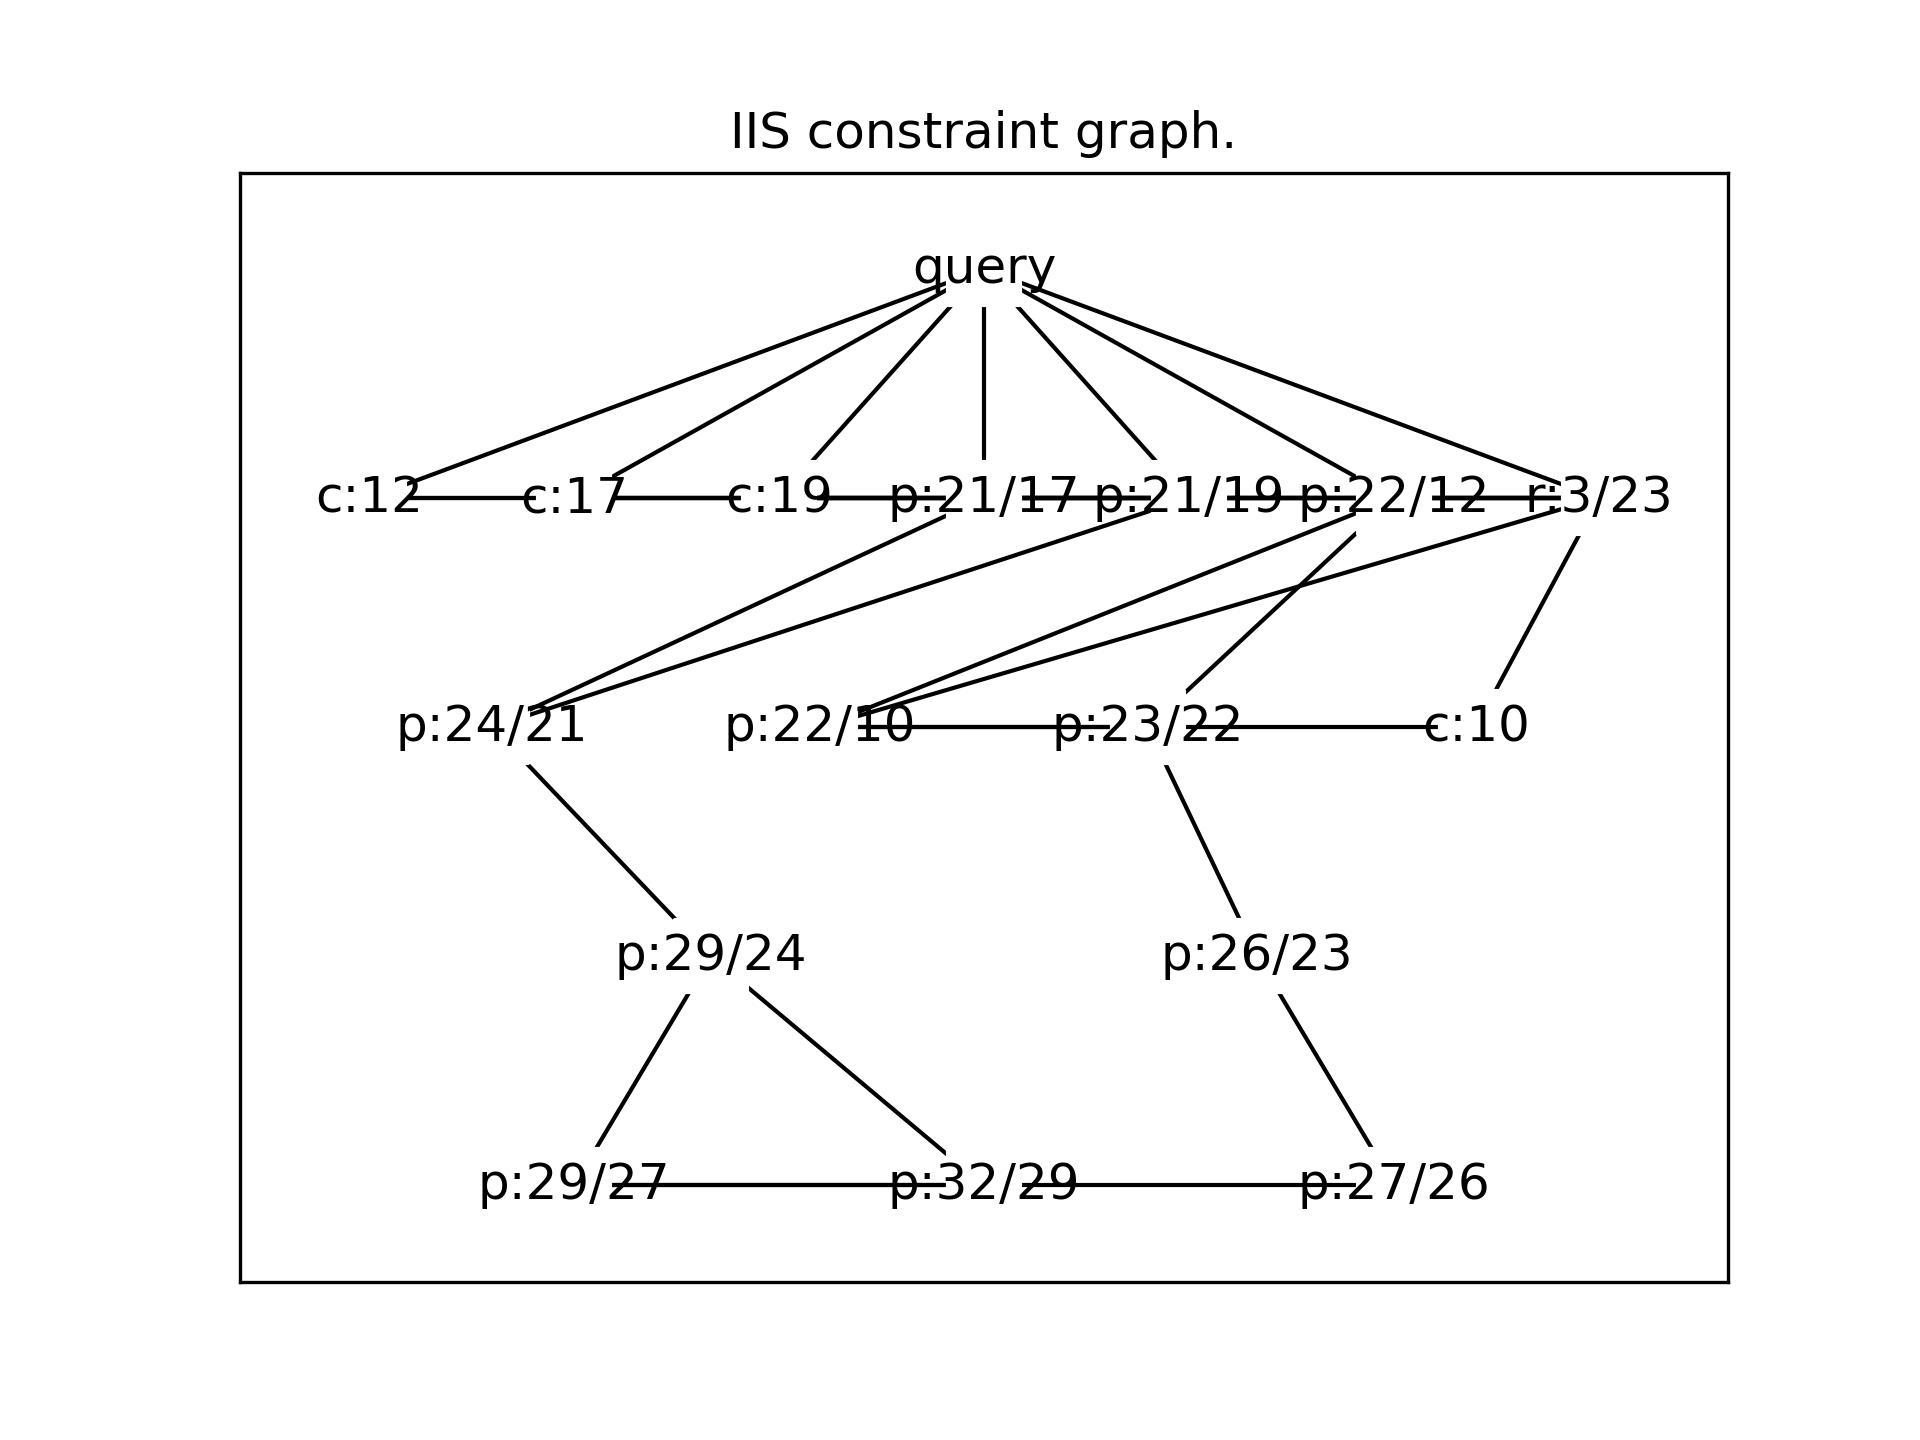 IIS constraint graph.
query
c:12 c:17 c:19 p:21/17 p:21/19 p:22/12 r:3/23
p:24/21 p:22/10 p:23/22 c:10
p:29/24 p:26/23
p:29/27 p:32/29 p:27/26